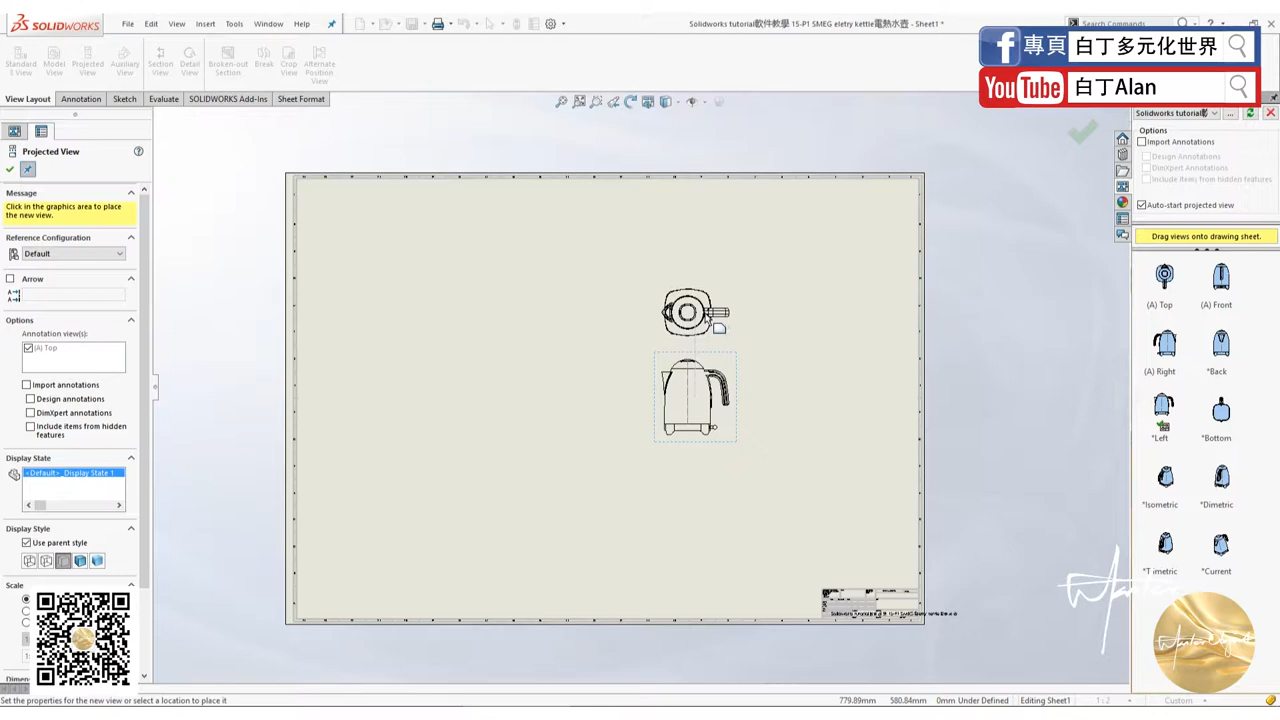 SOLIDWORKS
File Edit View Insert Tools Window Help
Solidworks tutorial軟件教學 15-P1 SMEG eletry kettle電熱水壺 - Sheet1 *
Search Commands
專頁 白丁多元化世界
YouTube 白丁Alan
Standard 3 View
Model View
Projected View
Auxiliary View
Section View
Detail View
Broken-out Section
Break
Crop View
Alternate Position View
View Layout Annotation Sketch Evaluate SOLIDWORKS Add-Ins Sheet Format
Projected View
Message
Click in the graphics area to place
the new view.
Reference Configuration
Default
Arrow
Options
Annotation view(s):
(A) Top
Import annotations
Design annotations
DimXpert annotations
Include items from hidden
features
Display State
<Default>_Display State 1
Display Style
Use parent style
Scale
Set the properties for the new view or select a location to place it
779.89mm 580.84mm 0mm Under Defined Editing Sheet1 1 : 2 Custom
Solidworks tutorial
Options
Import Annotations
Design Annotations
DimXpert Annotations
Include items from hidden features
Auto-start projected view
Drag views onto drawing sheet.
(A) Top (A) Front
(A) Right *Back
*Left *Bottom
*Isometric *Dimetric
*Current